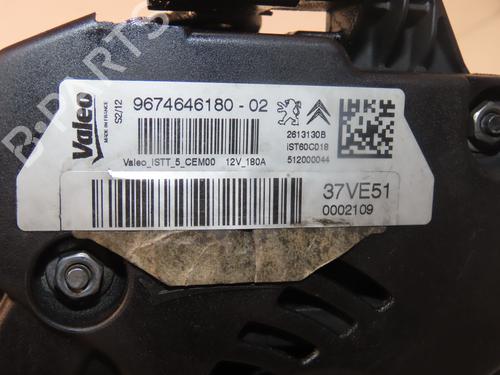 Valeo
MADE IN FRANCE
S2/12
9674646180 - 02
2613130B
iST60C018
512000044
Valeo_ISTT_5_CEM00 12V_180A
37VE51
0002109
B-PARTS